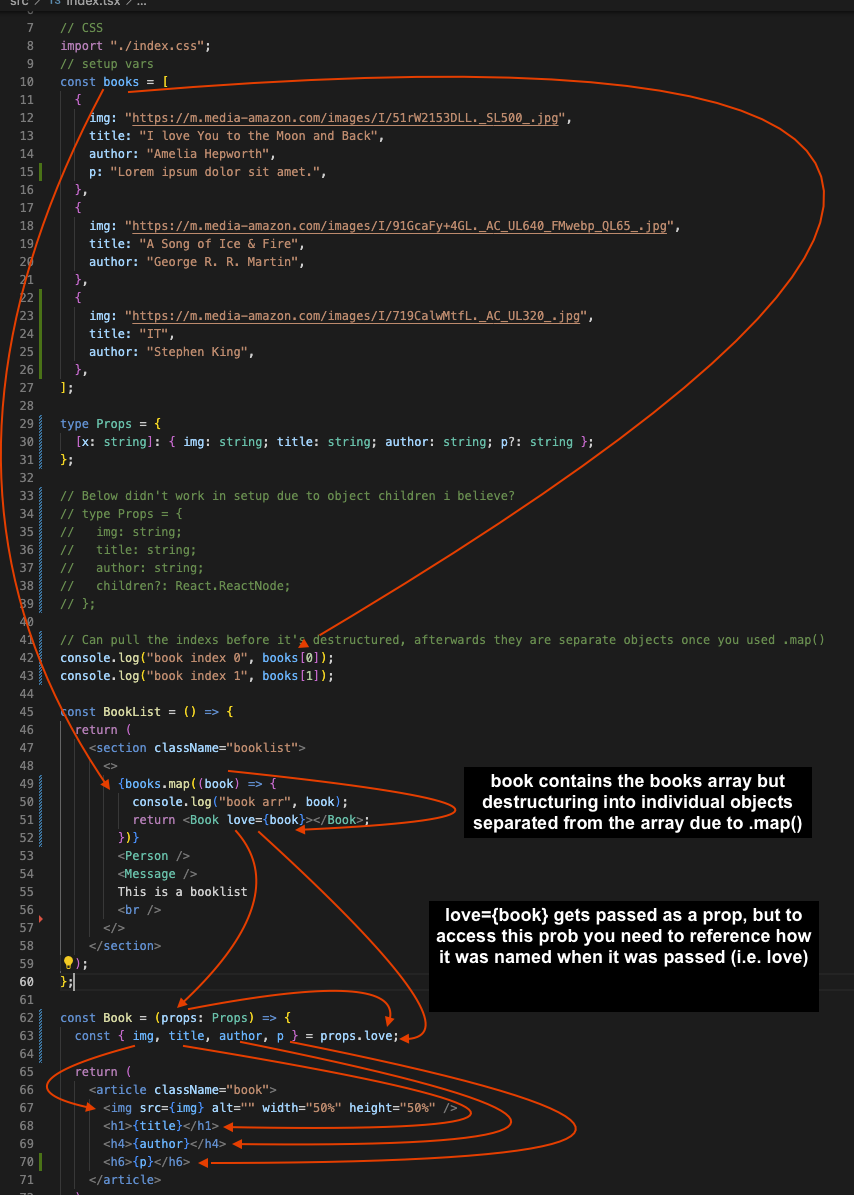 src > TS index.tsx > ...
6
7 // CSS
8 import "./index.css";
9 // setup vars
10 const books = [
11 {
12 img: "https://m.media-amazon.com/images/I/51rW2153DLL._SL500_.jpg",
13 title: "I love You to the Moon and Back",
14 author: "Amelia Hepworth",
15 p: "Lorem ipsum dolor sit amet.",
16 },
17 {
18 img: "https://m.media-amazon.com/images/I/91GcaFy+4GL._AC_UL640_FMwebp_QL65_.jpg",
19 title: "A Song of Ice & Fire",
20 author: "George R. R. Martin",
21 },
22 {
23 img: "https://m.media-amazon.com/images/I/719CalwMtfL._AC_UL320_.jpg",
24 title: "IT",
25 author: "Stephen King",
26 },
27 ];
28
29 type Props = {
30 [x: string]: { img: string; title: string; author: string; p?: string };
31 };
32
33 // Below didn't work in setup due to object children i believe?
34 // type Props = {
35 //   img: string;
36 //   title: string;
37 //   author: string;
38 //   children?: React.ReactNode;
39 // };
40
41 // Can pull the indexs before it's destructured, afterwards they are separate objects once you used .map()
42 console.log("book index 0", books[0]);
43 console.log("book index 1", books[1]);
44
45 const BookList = () => {
46 return (
47 <section className="booklist">
48 <>
49 {books.map((book) => {
50 console.log("book arr", book);
51 return <Book love={book}></Book>;
52 })}
53 <Person />
54 <Message />
55 This is a booklist
56 <br />
57 </>
58 </section>
59 );
60 };
61
62 const Book = (props: Props) => {
63 const { img, title, author, p } = props.love;
64
65 return (
66 <article className="book">
67 <img src={img} alt="" width="50%" height="50%" />
68 <h1>{title}</h1>
69 <h4>{author}</h4>
70 <h6>{p}</h6>
71 </article>
book contains the books array but
destructuring into individual objects
separated from the array due to .map()
love={book} gets passed as a prop, but to
access this prob you need to reference how
it was named when it was passed (i.e. love)